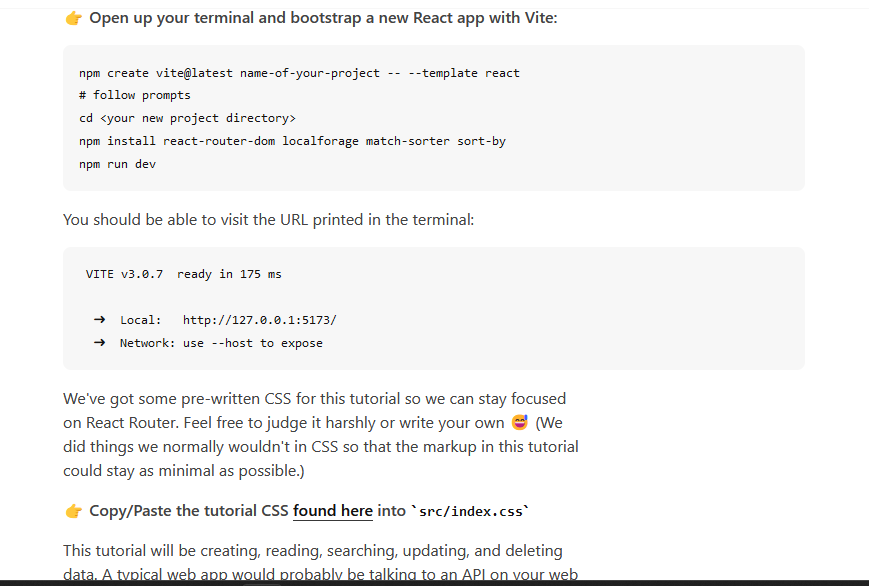 👉 Open up your terminal and bootstrap a new React app with Vite:
npm create vite@latest name-of-your-project -- --template react
# follow prompts
cd <your new project directory>
npm install react-router-dom localforage match-sorter sort-by
npm run dev
You should be able to visit the URL printed in the terminal:
VITE v3.0.7  ready in 175 ms
➜  Local:   http://127.0.0.1:5173/
➜  Network: use --host to expose
We've got some pre-written CSS for this tutorial so we can stay focused
on React Router. Feel free to judge it harshly or write your own 😅 (We
did things we normally wouldn't in CSS so that the markup in this tutorial
could stay as minimal as possible.)
👉 Copy/Paste the tutorial CSS found here into `src/index.css`
This tutorial will be creating, reading, searching, updating, and deleting
data. A typical web app would probably be talking to an API on your web